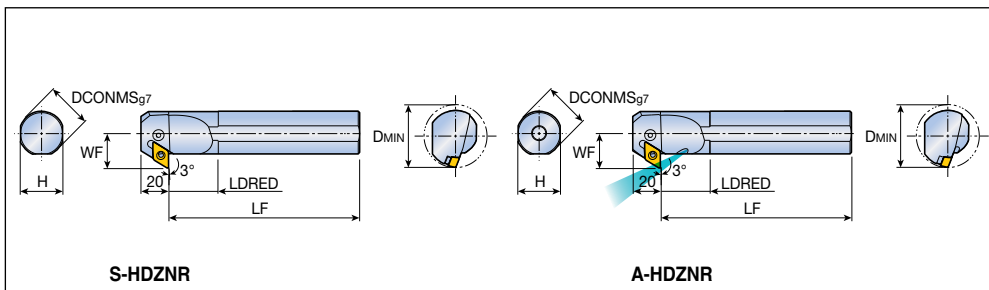 DCONMSg7
WF
H
20
3°
LDRED
LF
DMIN
S-HDZNR
DCONMSg7
WF
H
20
3°
LDRED
LF
DMIN
A-HDZNR